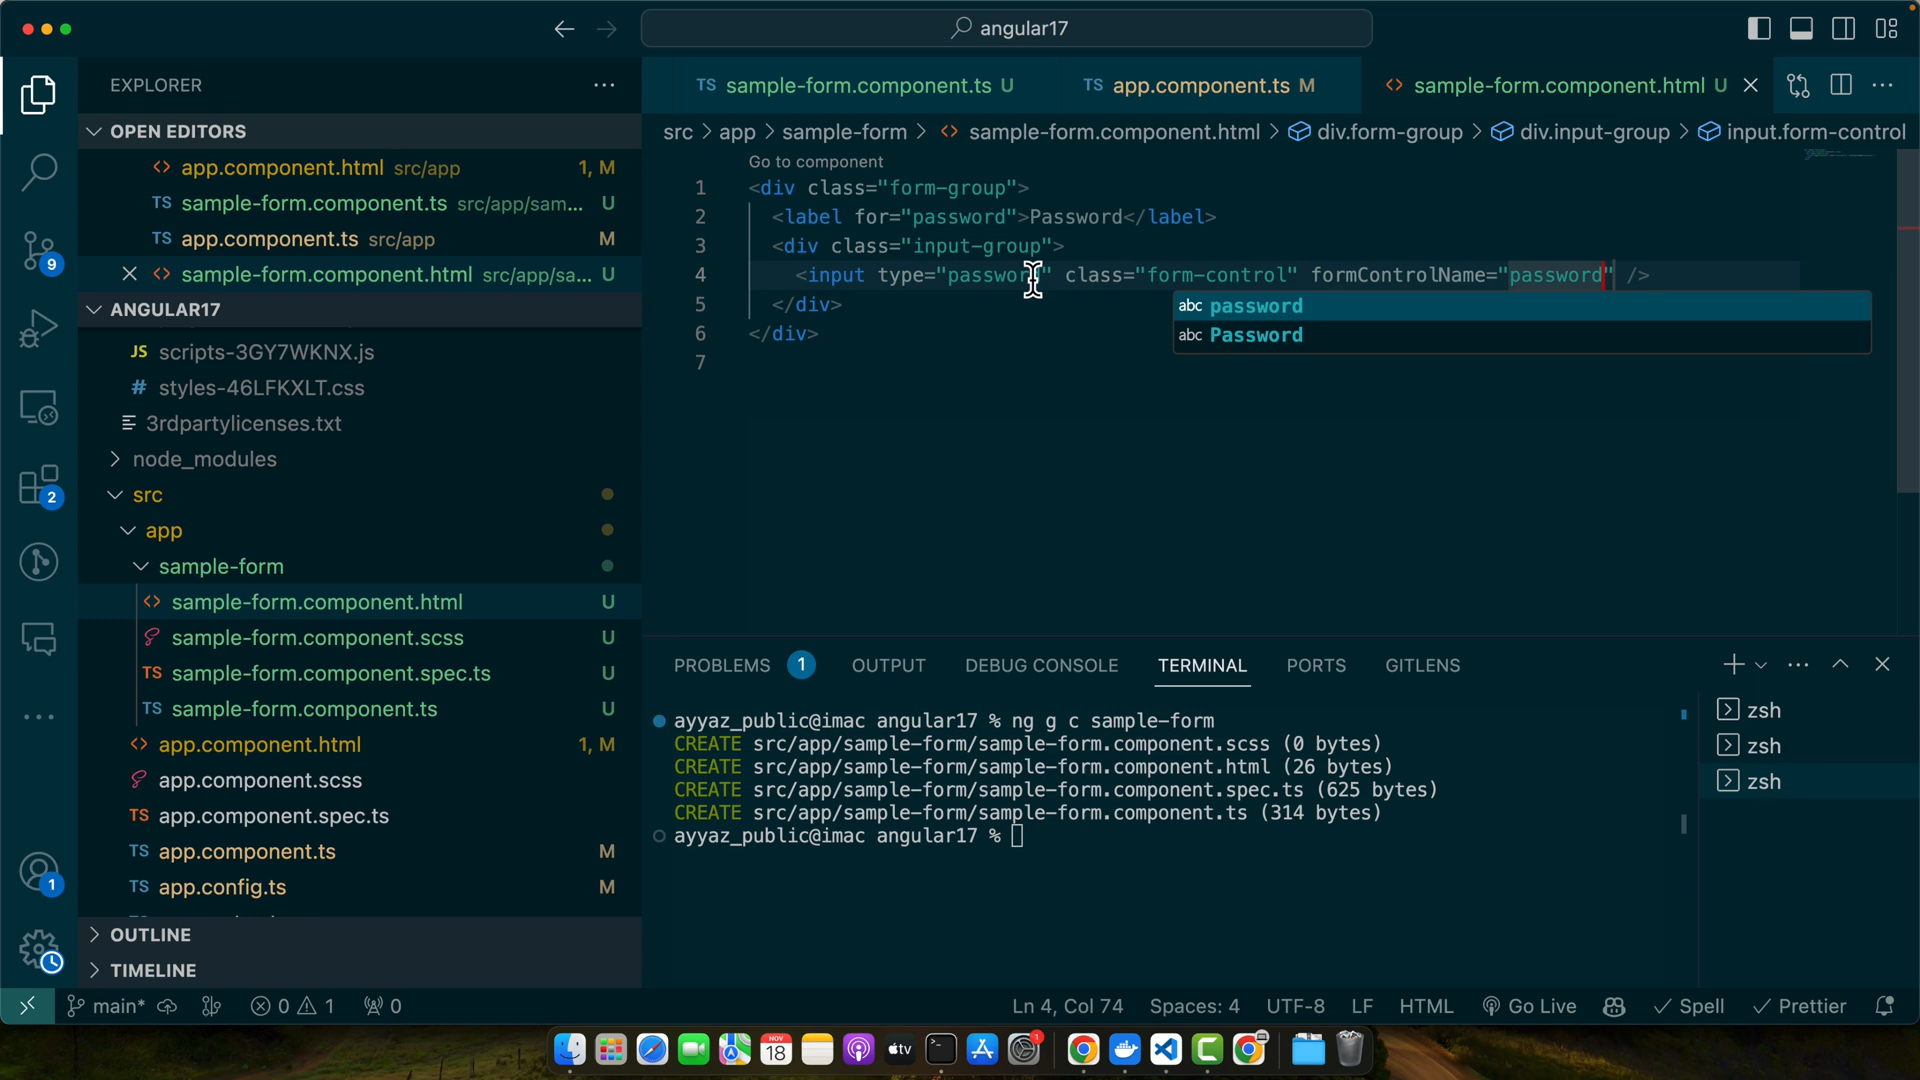 angular17
EXPLORER
OPEN EDITORS
app.component.html src/app 1, M
TS sample-form.component.ts src/app/sam... U
TS app.component.ts src/app M
sample-form.component.html src/app/sa... U
ANGULAR17
JS scripts-3GY7WKNX.js
# styles-46LFKXLT.css
3rdpartylicenses.txt
node_modules
src
app
sample-form
sample-form.component.html U
sample-form.component.scss U
TS sample-form.component.spec.ts U
TS sample-form.component.ts U
app.component.html 1, M
app.component.scss
TS app.component.spec.ts
TS app.component.ts M
TS app.config.ts M
OUTLINE
TIMELINE
9
2
1
TS sample-form.component.ts U
TS app.component.ts M
<> sample-form.component.html U
src > app > sample-form > <> sample-form.component.html > div.form-group > div.input-group > input.form-control
Go to component
1 <div class="form-group">
2 <label for="password">Password</label>
3 <div class="input-group">
4 <input type="password" class="form-control" formControlName="password" />
5 </div>
6 </div>
7
abc password
abc Password
PROBLEMS 1 OUTPUT DEBUG CONSOLE TERMINAL PORTS GITLENS
ayyaz_public@imac angular17 % ng g c sample-form
CREATE src/app/sample-form/sample-form.component.scss (0 bytes)
CREATE src/app/sample-form/sample-form.component.html (26 bytes)
CREATE src/app/sample-form/sample-form.component.spec.ts (625 bytes)
CREATE src/app/sample-form/sample-form.component.ts (314 bytes)
ayyaz_public@imac angular17 %
zsh
zsh
zsh
main* 0 1 0 Ln 4, Col 74 Spaces: 4 UTF-8 LF HTML Go Live Spell Prettier
NOV
18
tv
1